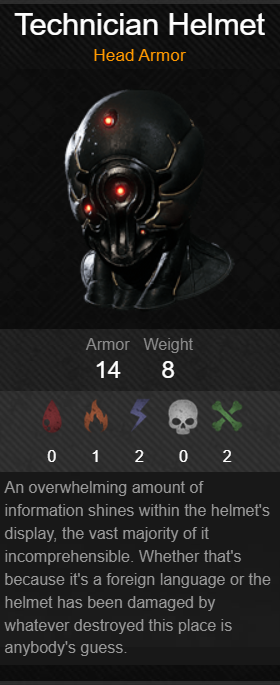 Technician Helmet
Head Armor
Armor Weight
14 8
0 1 2 0 2
An overwhelming amount of
information shines within the helmet's
display, the vast majority of it
incomprehensible. Whether that's
because it's a foreign language or the
helmet has been damaged by
whatever destroyed this place is
anybody's guess.